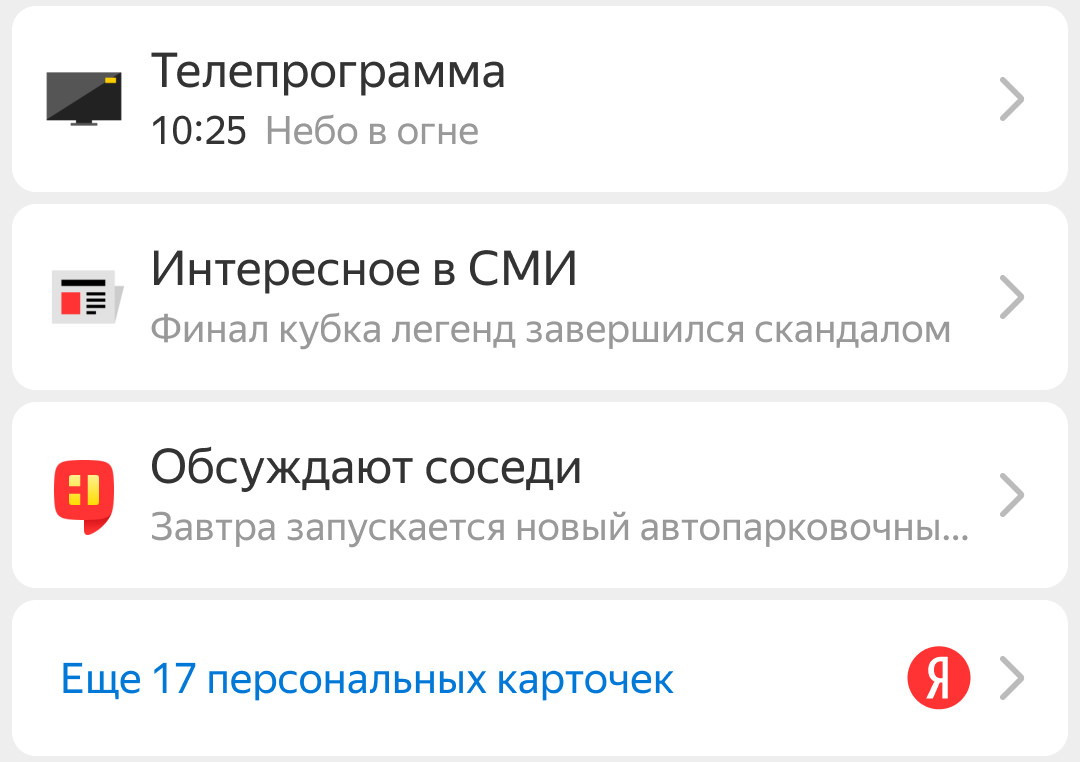 Телепрограмма
10:25 Небо в огне
Интересное в СМИ
Финал кубка легенд завершился скандалом
Обсуждают соседи
Завтра запускается новый автопарковочны...
Еще 17 персональных карточек
Я